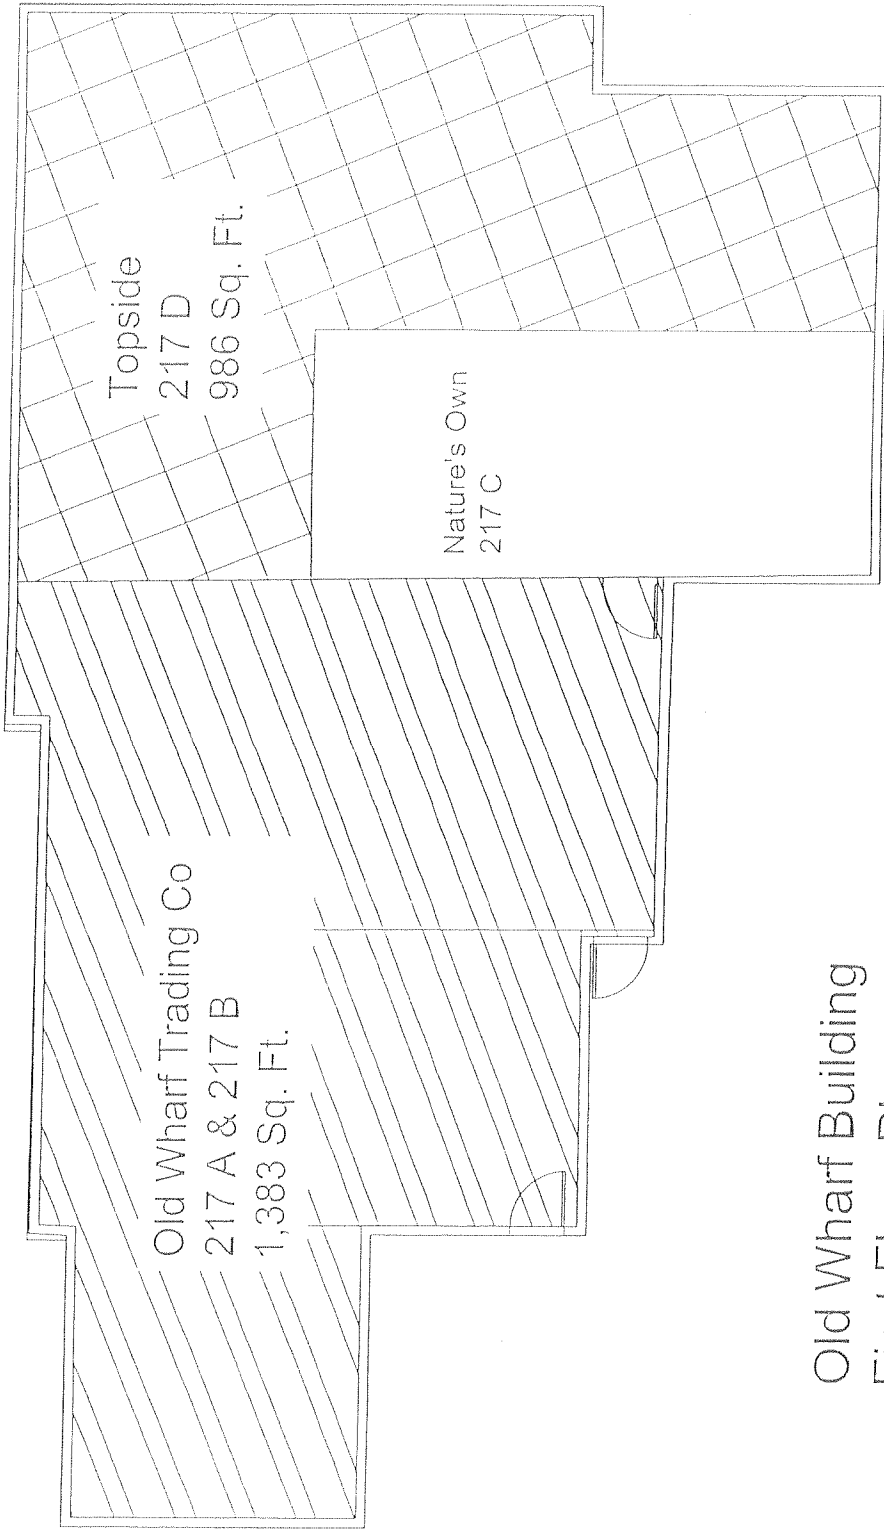 Topside
217 D
986 Sq. Ft.
Nature's Own
217 C
Old Wharf Trading Co
217 A & 217 B
1,383 Sq. Ft.
Old Wharf Building